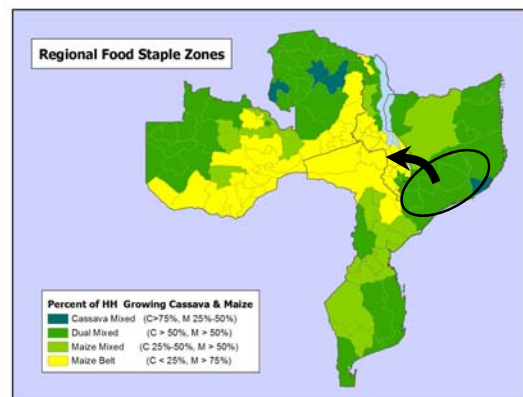 Regional Food Staple Zones
Percent of HH Growing Cassava & Maize
Cassava Mixed (C>75%, M 25%-50%)
Dual Mixed (C > 50%, M > 50%)
Maize Mixed (C 25%-50%, M > 50%)
Maize Belt (C < 25%, M > 75%)